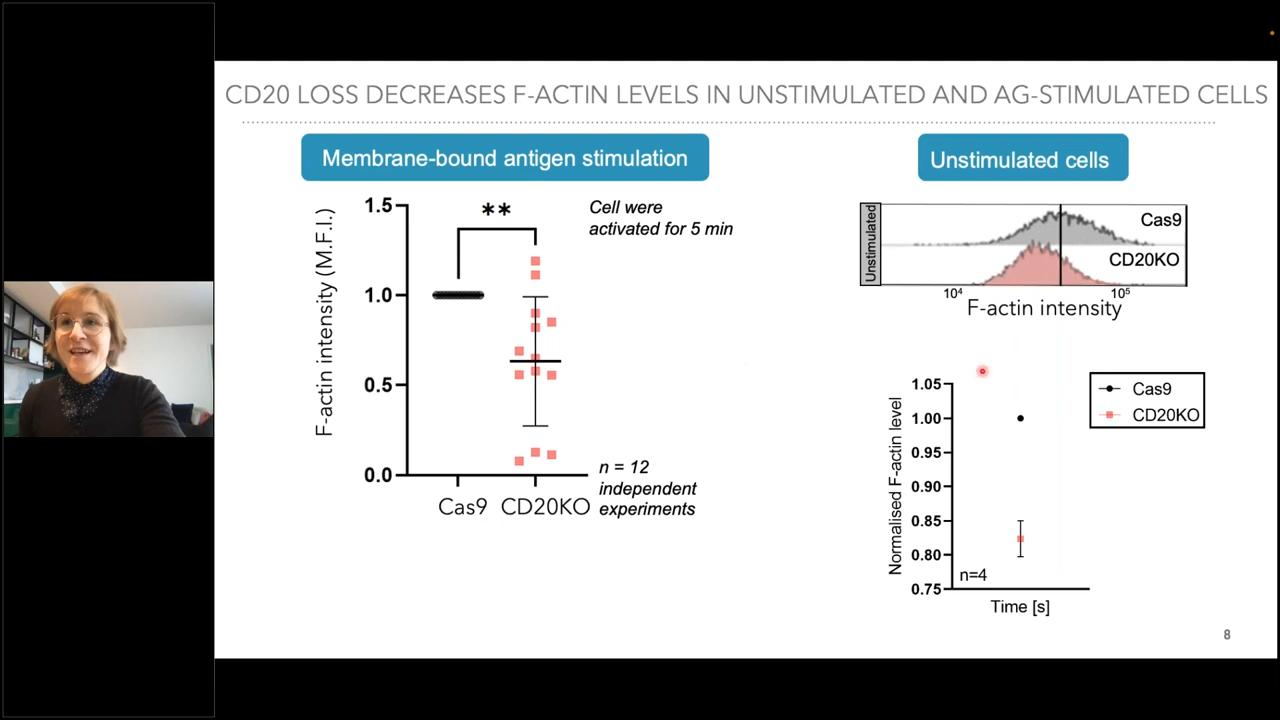 CD20 LOSS DECREASES F-ACTIN LEVELS IN UNSTIMULATED AND AG-STIMULATED CELLS
Membrane-bound antigen stimulation
F-actin intensity (M.F.I.)
1.5
1.0
0.5
0.0
**
Cell were
activated for 5 min
Cas9
CD20KO
n = 12
independent
experiments
Unstimulated cells
Unstimulated
Cas9
CD20KO
10⁴
10⁵
F-actin intensity
Normalised F-actin level
1.05
1.00
0.95
0.90
0.85
0.80
0.75
n=4
Time [s]
Cas9
CD20KO
8